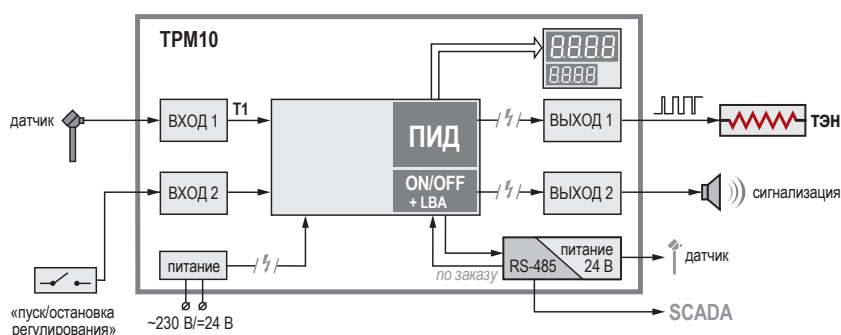 ТРМ10
8.8.8.8
8.8.8.8
датчик
ВХОД 1
T1
ПИД
ВЫХОД 1
ТЭН
ВХОД 2
ON/OFF
+ LBA
ВЫХОД 2
сигнализация
питание
по заказу
RS-485
питание
24 В
датчик
«пуск/остановка
регулирования»
~230 В/=24 В
SCADA